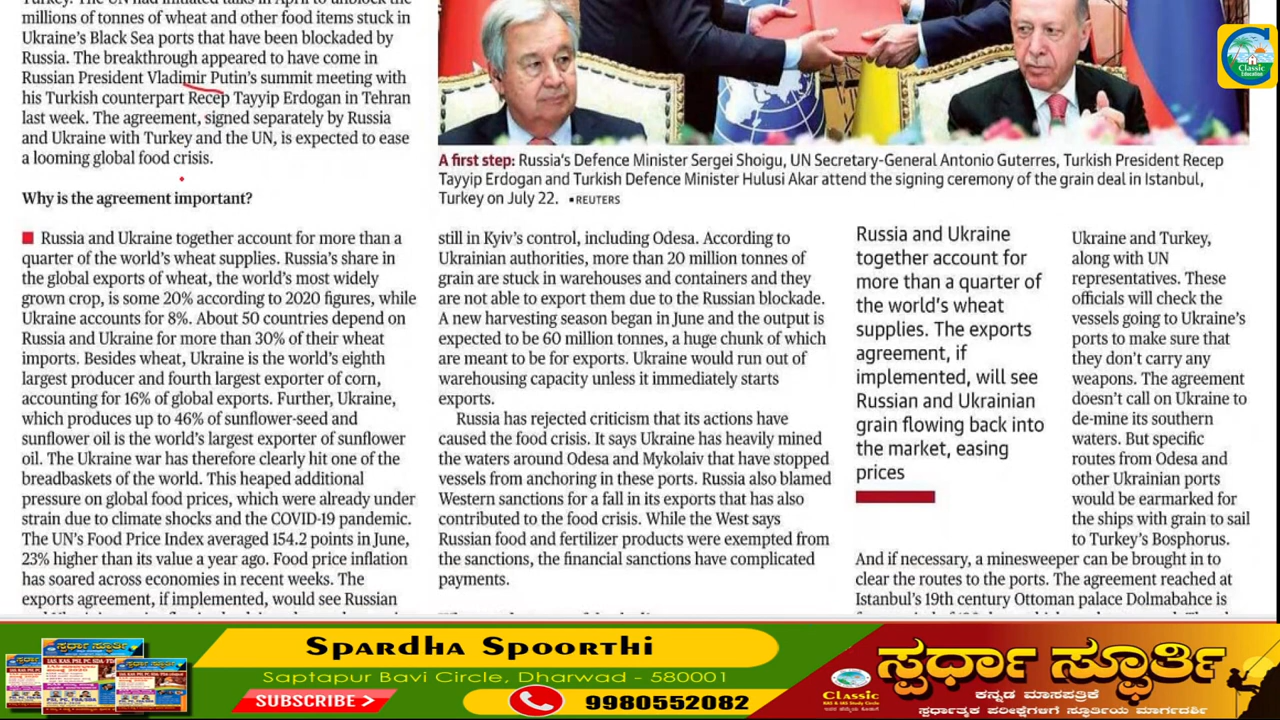 Turkey. The UN had initiated talks in April to unblock the
millions of tonnes of wheat and other food items stuck in
Ukraine's Black Sea ports that have been blockaded by
Russia. The breakthrough appeared to have come in
Russian President Vladimir Putin's summit meeting with
his Turkish counterpart Recep Tayyip Erdogan in Tehran
last week. The agreement, signed separately by Russia
and Ukraine with Turkey and the UN, is expected to ease
a looming global food crisis.
Why is the agreement important?
Russia and Ukraine together account for more than a
quarter of the world's wheat supplies. Russia's share in
the global exports of wheat, the world's most widely
grown crop, is some 20% according to 2020 figures, while
Ukraine accounts for 8%. About 50 countries depend on
Russia and Ukraine for more than 30% of their wheat
imports. Besides wheat, Ukraine is the world's eighth
largest producer and fourth largest exporter of corn,
accounting for 16% of global exports. Further, Ukraine,
which produces up to 46% of sunflower-seed and
sunflower oil is the world's largest exporter of sunflower
oil. The Ukraine war has therefore clearly hit one of the
breadbaskets of the world. This heaped additional
pressure on global food prices, which were already under
strain due to climate shocks and the COVID-19 pandemic.
The UN's Food Price Index averaged 154.2 points in June,
23% higher than its value a year ago. Food price inflation
has soared across economies in recent weeks. The
exports agreement, if implemented, would see Russian
A first step: Russia's Defence Minister Sergei Shoigu, UN Secretary-General Antonio Guterres, Turkish President Recep
Tayyip Erdogan and Turkish Defence Minister Hulusi Akar attend the signing ceremony of the grain deal in Istanbul,
Turkey on July 22. ▪ REUTERS
still in Kyiv's control, including Odesa. According to
Ukrainian authorities, more than 20 million tonnes of
grain are stuck in warehouses and containers and they
are not able to export them due to the Russian blockade.
A new harvesting season began in June and the output is
expected to be 60 million tonnes, a huge chunk of which
are meant to be for exports. Ukraine would run out of
warehousing capacity unless it immediately starts
exports.
Russia has rejected criticism that its actions have
caused the food crisis. It says Ukraine has heavily mined
the waters around Odesa and Mykolaiv that have stopped
vessels from anchoring in these ports. Russia also blamed
Western sanctions for a fall in its exports that has also
contributed to the food crisis. While the West says
Russian food and fertilizer products were exempted from
the sanctions, the financial sanctions have complicated
payments.
Russia and Ukraine
together account for
more than a quarter of
the world's wheat
supplies. The exports
agreement, if
implemented, will see
Russian and Ukrainian
grain flowing back into
the market, easing
prices
Ukraine and Turkey,
along with UN
representatives. These
officials will check the
vessels going to Ukraine's
ports to make sure that
they don't carry any
weapons. The agreement
doesn't call on Ukraine to
de-mine its southern
waters. But specific
routes from Odesa and
other Ukrainian ports
would be earmarked for
the ships with grain to sail
to Turkey's Bosphorus.
And if necessary, a minesweeper can be brought in to
clear the routes to the ports. The agreement reached at
Istanbul's 19th century Ottoman palace Dolmabahce is
Classic
Education
Spardha Spoorthi
Saptapur Bavi Circle, Dharwad - 580001
SUBSCRIBE
9980552082
ಸ್ಪರ್ಧಾ ಸ್ಫೂರ್ತಿ
Classic
KAS & IAS Study Circle
ಕನ್ನಡ ಮಾಸಪತ್ರಿಕೆ
ಸ್ಪರ್ಧಾತ್ಮಕ ಪರೀಕ್ಷೆಗಳಿಗೆ ಸ್ಫೂರ್ತಿಯ ಮಾರ್ಗದರ್ಶಿ